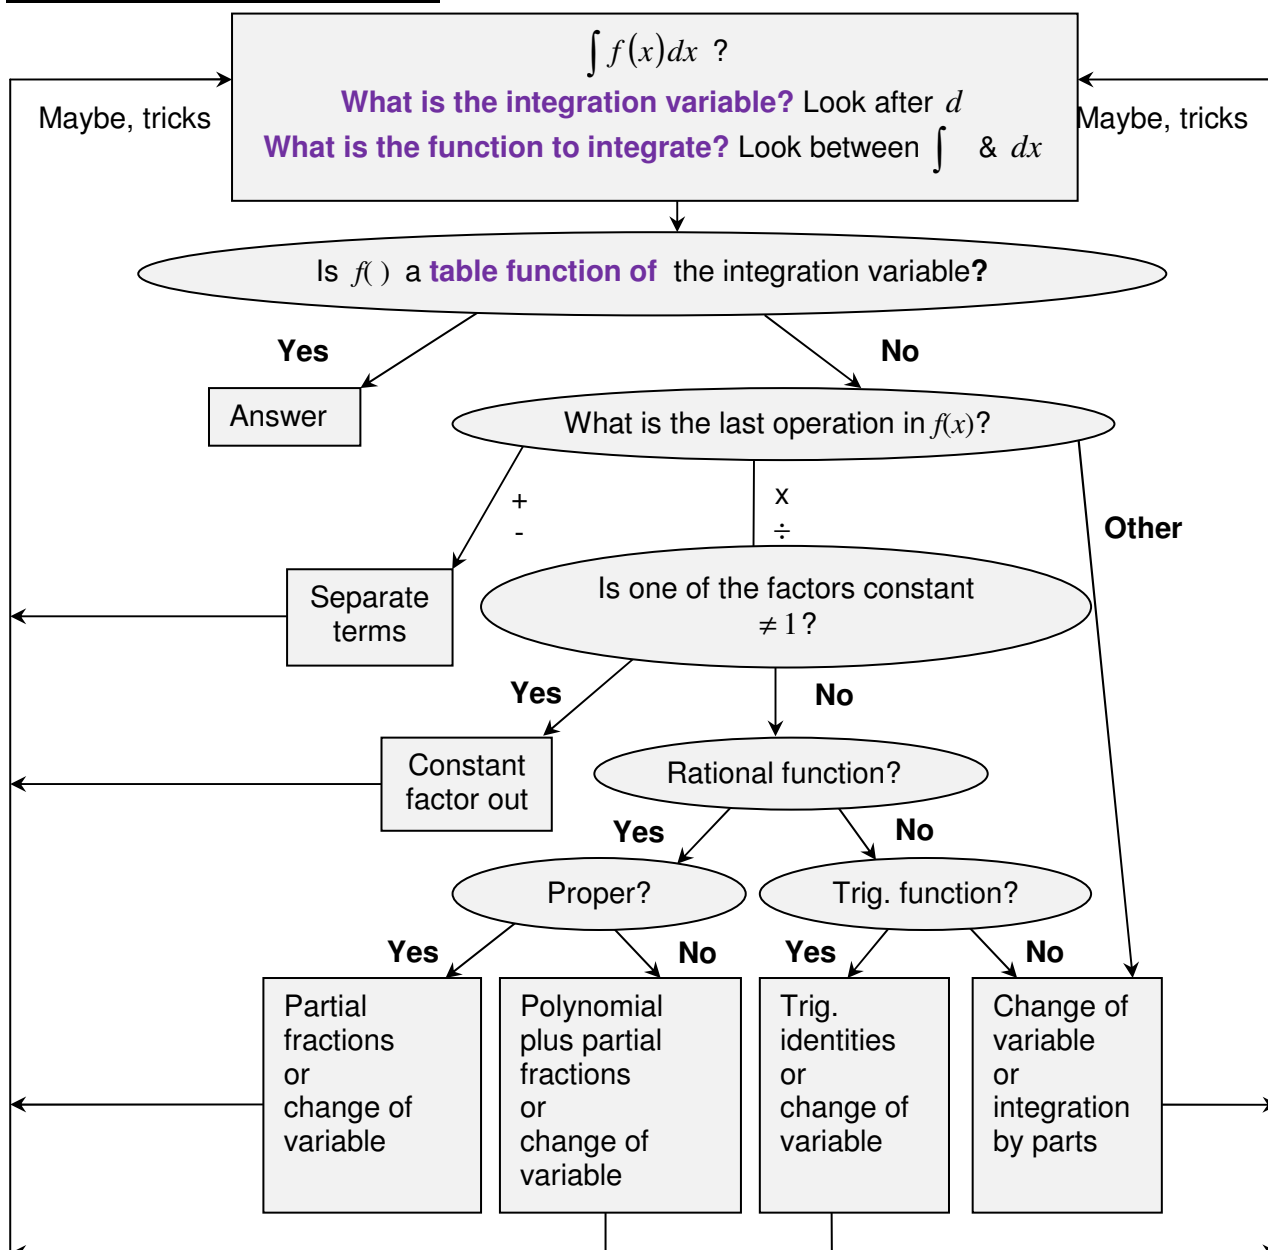 ∫ f(x)dx ?
Maybe, tricks
What is the integration variable? Look after d
Maybe, tricks
What is the function to integrate? Look between ∫ & dx
Is f( ) a table function of the integration variable?
Yes
No
Answer
What is the last operation in f(x)?
+
-
x
÷
Other
Separate
terms
Is one of the factors constant
≠ 1?
Yes
No
Constant
factor out
Rational function?
Yes
No
Proper?
Trig. function?
Yes
No
Yes
No
Partial
fractions
or
change of
variable
Polynomial
plus partial
fractions
or
change of
variable
Trig.
identities
or
change of
variable
Change of
variable
or
integration
by parts